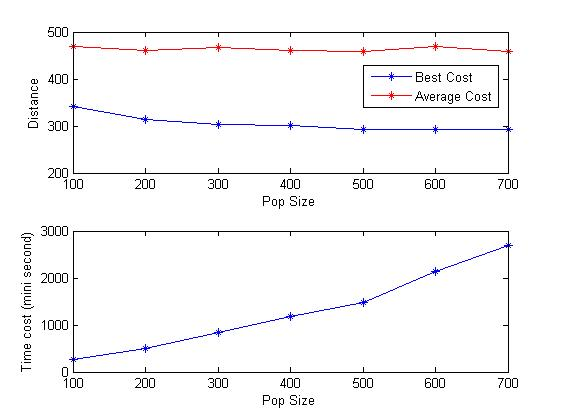 500
400
300
200
Distance
Best Cost
Average Cost
100 200 300 400 500 600 700
Pop Size
3000
2000
1000
0
Time cost (mini second)
100 200 300 400 500 600 700
Pop Size